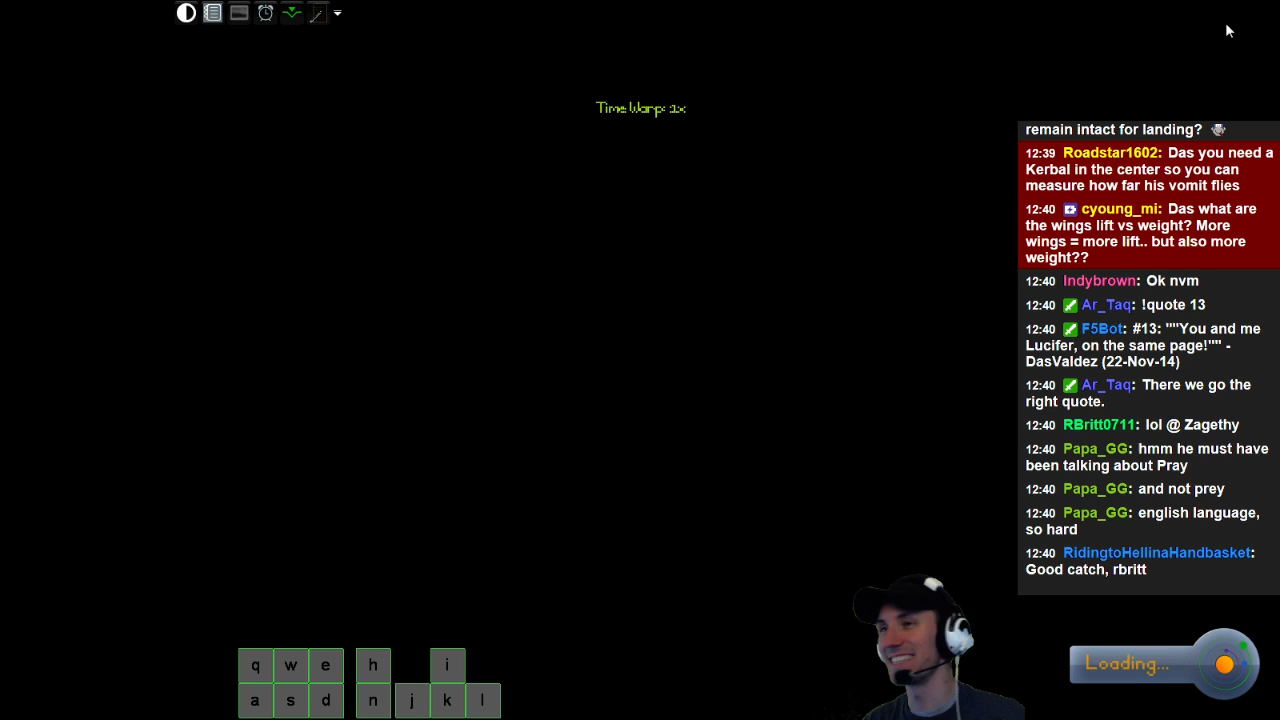 Time Warp: 1x
remain intact for landing?
12:39 Roadstar1602: Das you need a
Kerbal in the center so you can
measure how far his vomit flies
12:40 cyoung_mi: Das what are
the wings lift vs weight? More
wings = more lift.. but also more
weight??
12:40 Indybrown: Ok nvm
12:40 Ar_Taq: !quote 13
12:40 F5Bot: #13: ""You and me
Lucifer, on the same page!"" -
DasValdez (22-Nov-14)
12:40 Ar_Taq: There we go the
right quote.
12:40 RBritt0711: lol @ Zagethy
12:40 Papa_GG: hmm he must have
been talking about Pray
12:40 Papa_GG: and not prey
12:40 Papa_GG: english language,
so hard
12:40 RidingtoHellinaHandbasket:
Good catch, rbritt
q w e h i
a s d n j k l
Loading...